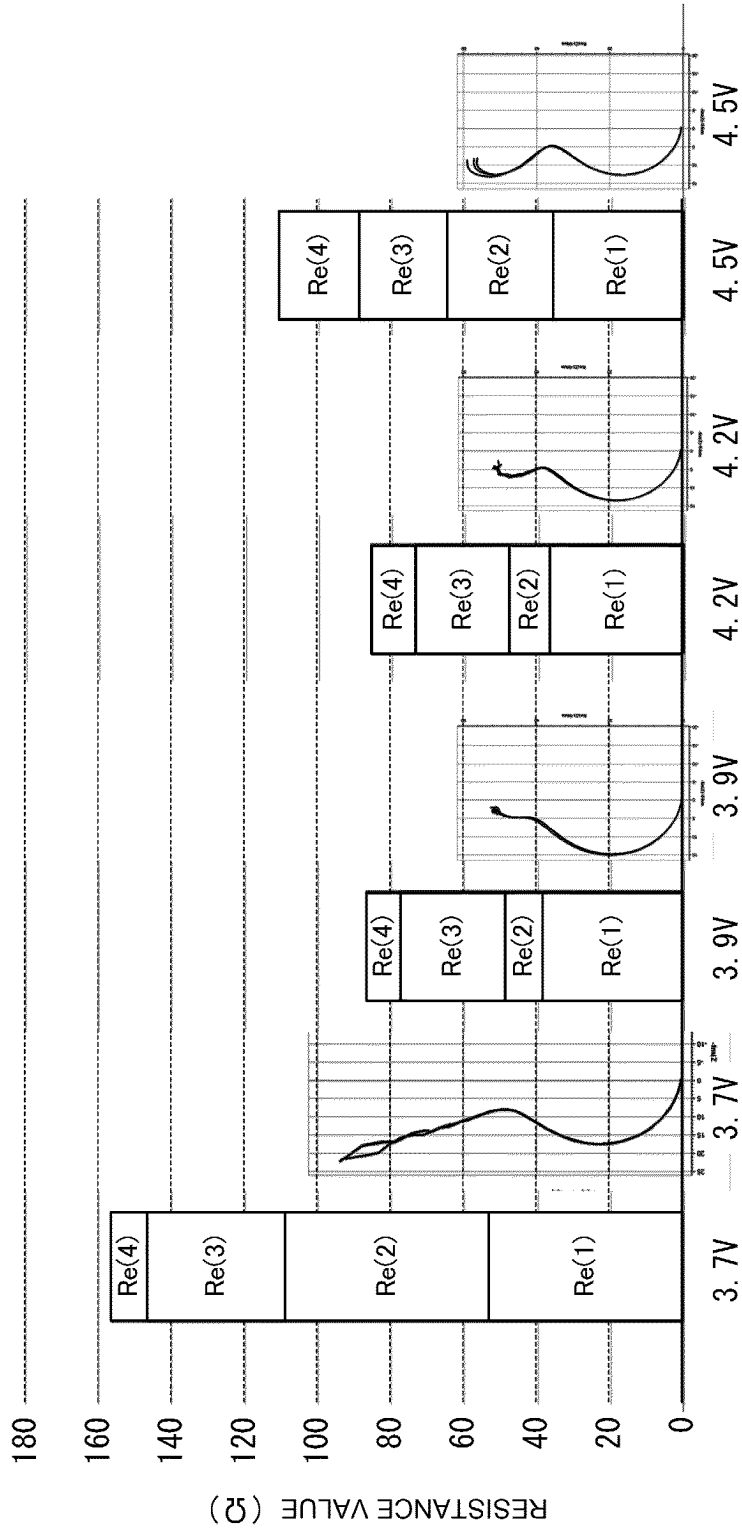 RESISTANCE VALUE (Ω)
180
160
140
120
100
80
60
40
20
0
Re(4)
Re(3)
Re(2)
Re(1)
3. 7V
3. 7V
Re(4)
Re(3)
Re(2)
Re(1)
3. 9V
3. 9V
Re(4)
Re(3)
Re(2)
Re(1)
4. 2V
4. 2V
Re(4)
Re(3)
Re(2)
Re(1)
4. 5V
4. 5V